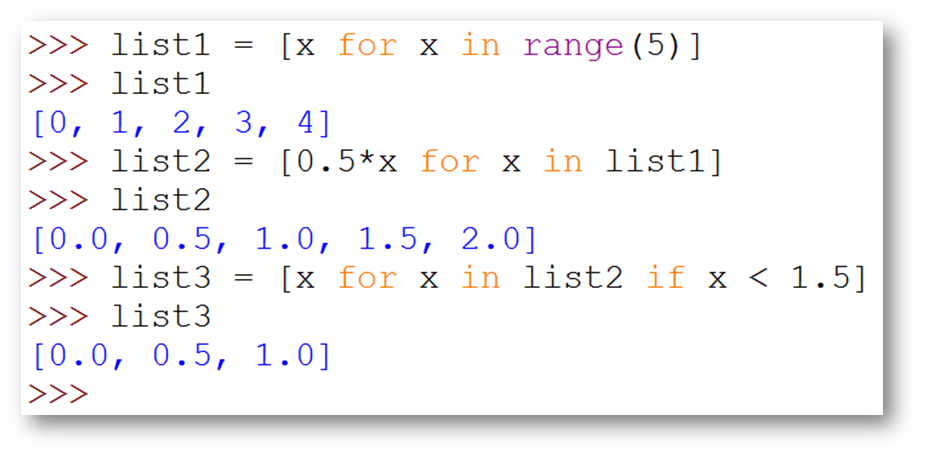 >>> list1 = [x for x in range(5)]
>>> list1
[0, 1, 2, 3, 4]
>>> list2 = [0.5*x for x in list1]
>>> list2
[0.0, 0.5, 1.0, 1.5, 2.0]
>>> list3 = [x for x in list2 if x < 1.5]
>>> list3
[0.0, 0.5, 1.0]
>>>